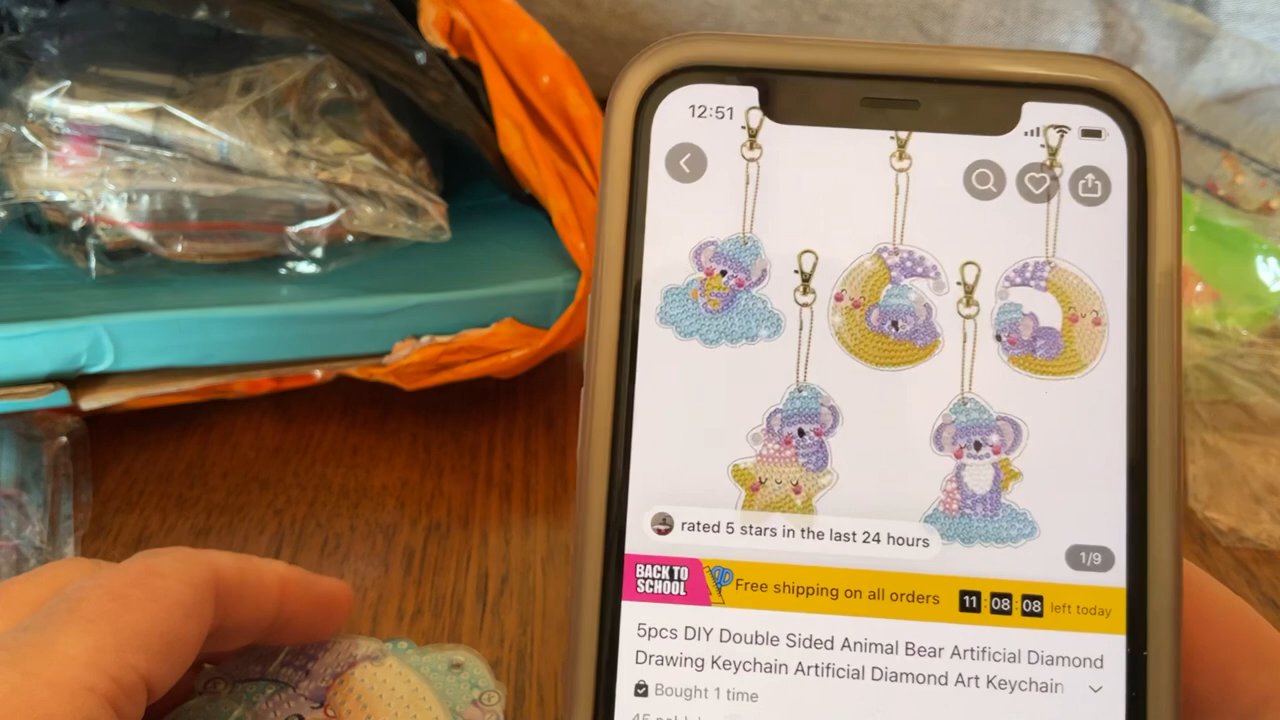 12:51
rated 5 stars in the last 24 hours
1/9
BACK TO
SCHOOL
Free shipping on all orders 11:08:08 left today
5pcs DIY Double Sided Animal Bear Artificial Diamond
Drawing Keychain Artificial Diamond Art Keychain
Bought 1 time